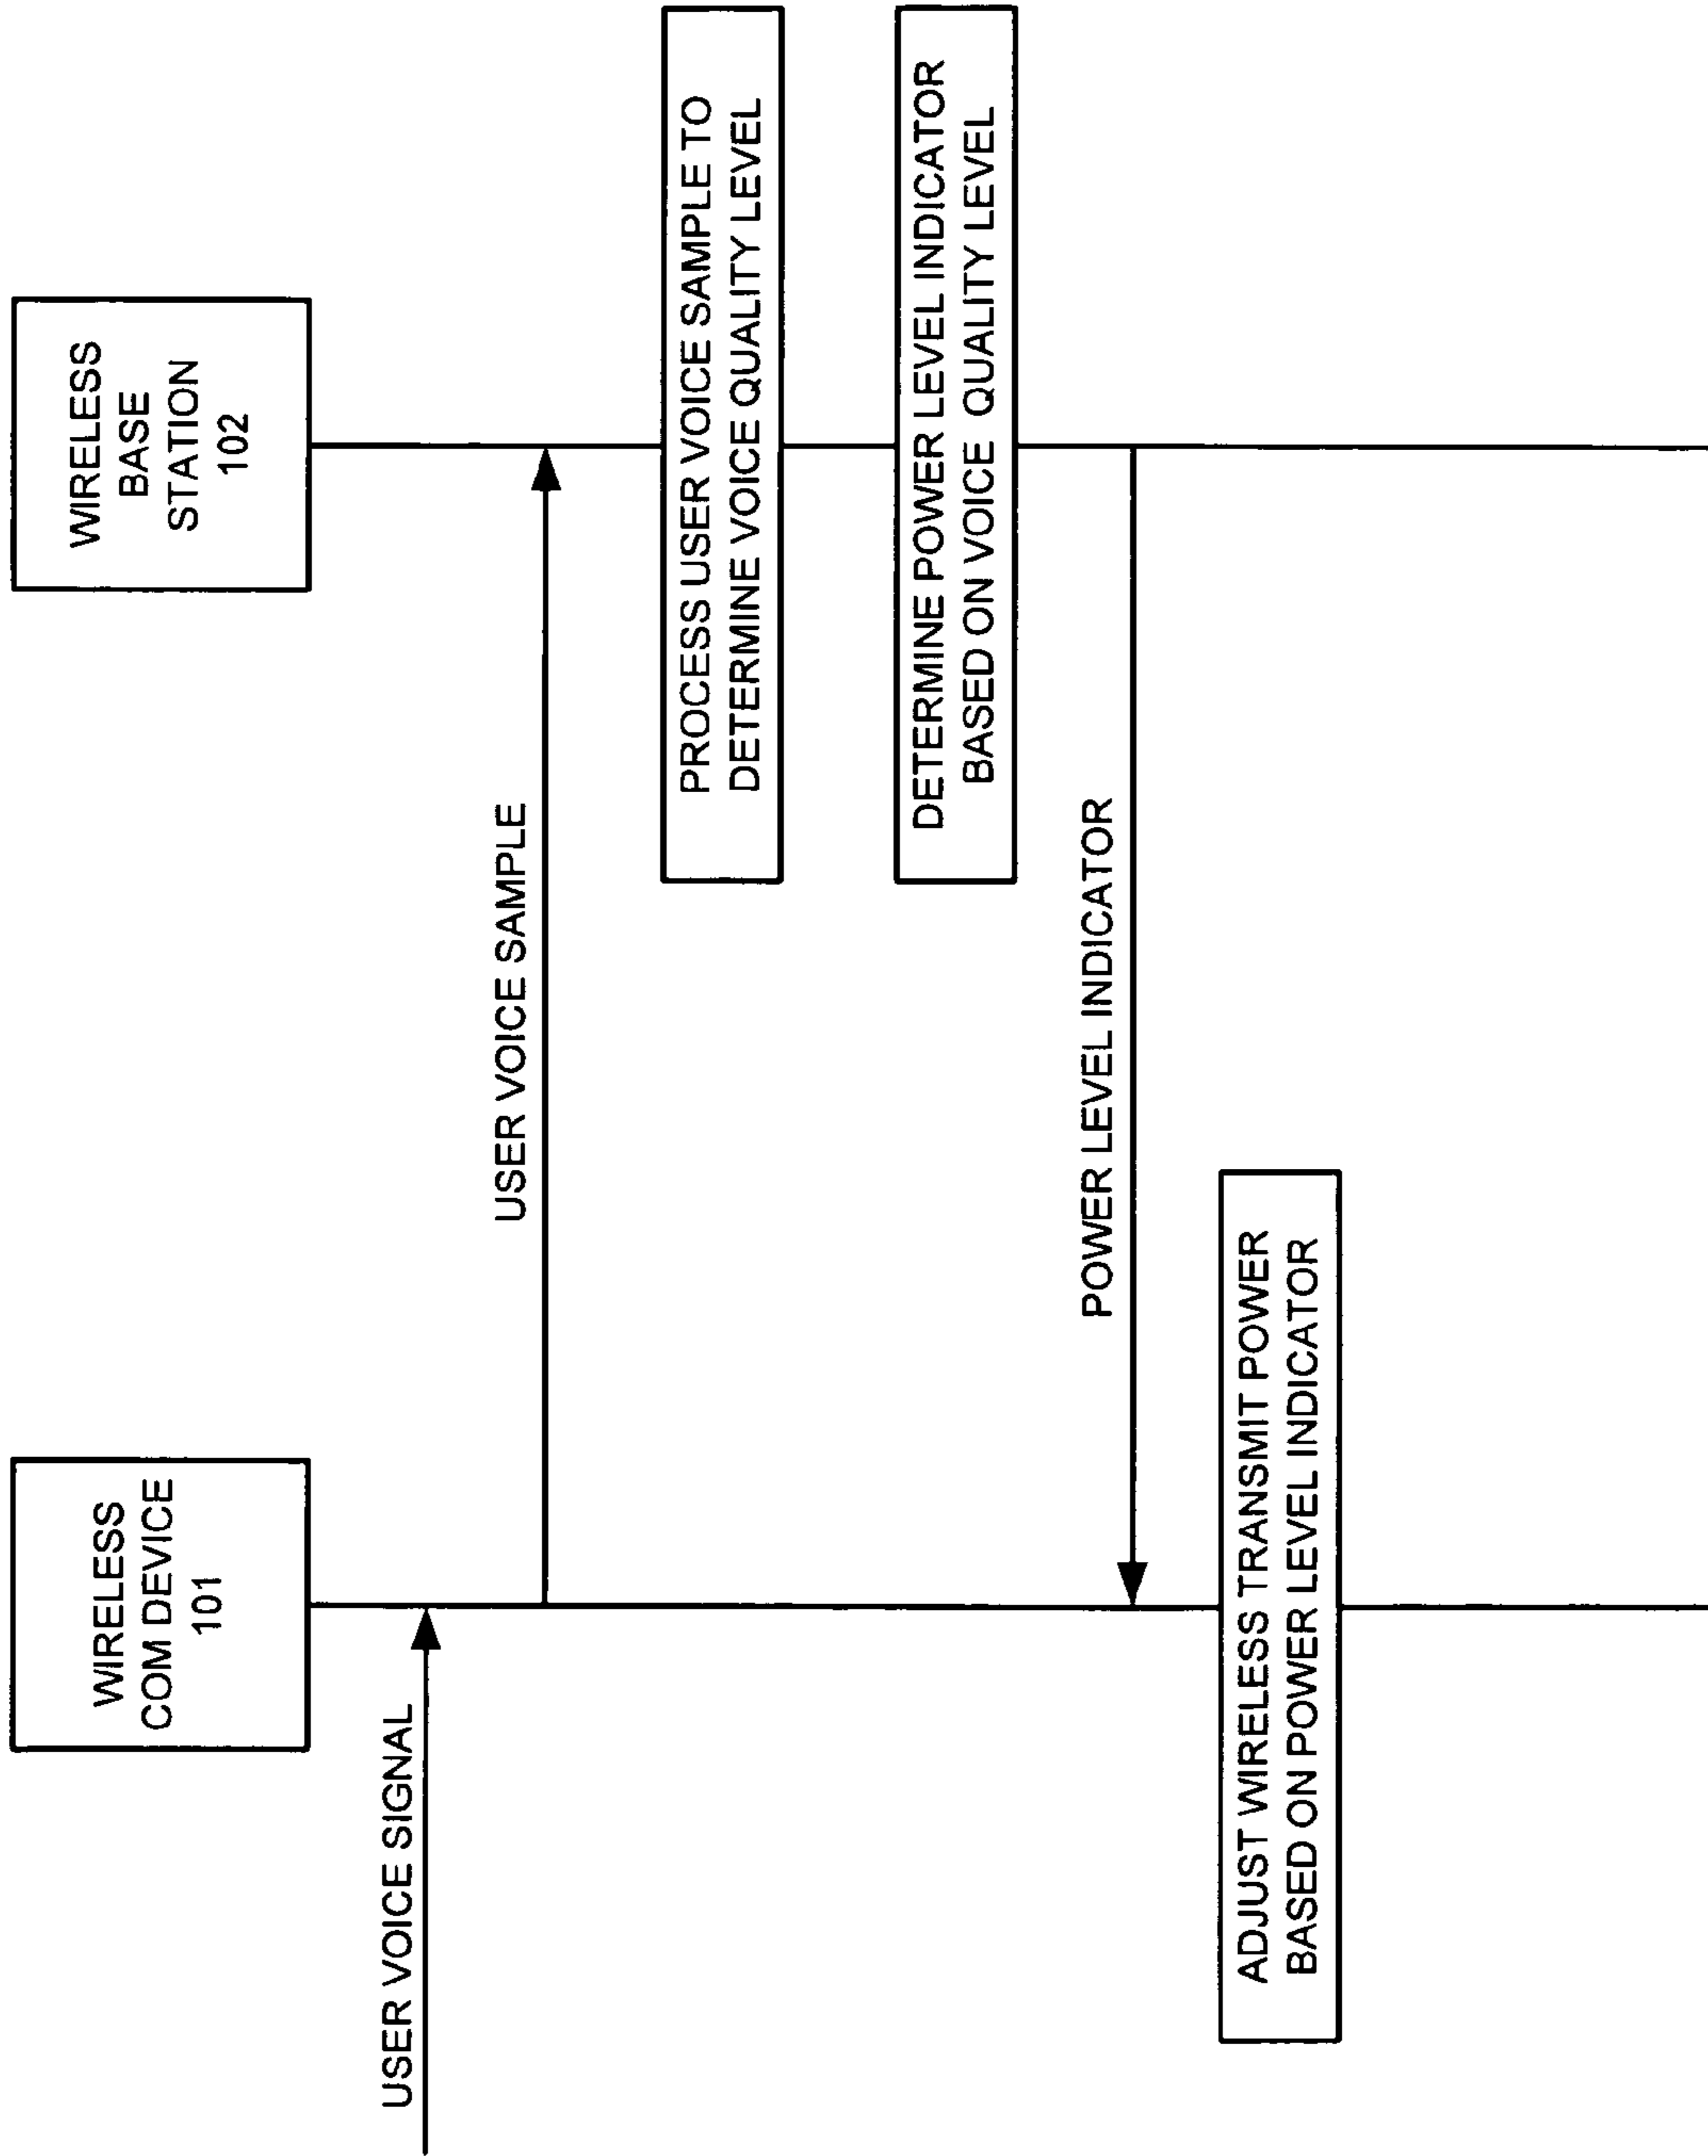 WIRELESS
COM DEVICE
101
WIRELESS
BASE
STATION
102
USER VOICE SIGNAL
USER VOICE SAMPLE
PROCESS USER VOICE SAMPLE TO
DETERMINE VOICE QUALITY LEVEL
DETERMINE POWER LEVEL INDICATOR
BASED ON VOICE QUALITY LEVEL
POWER LEVEL INDICATOR
ADJUST WIRELESS TRANSMIT POWER
BASED ON POWER LEVEL INDICATOR